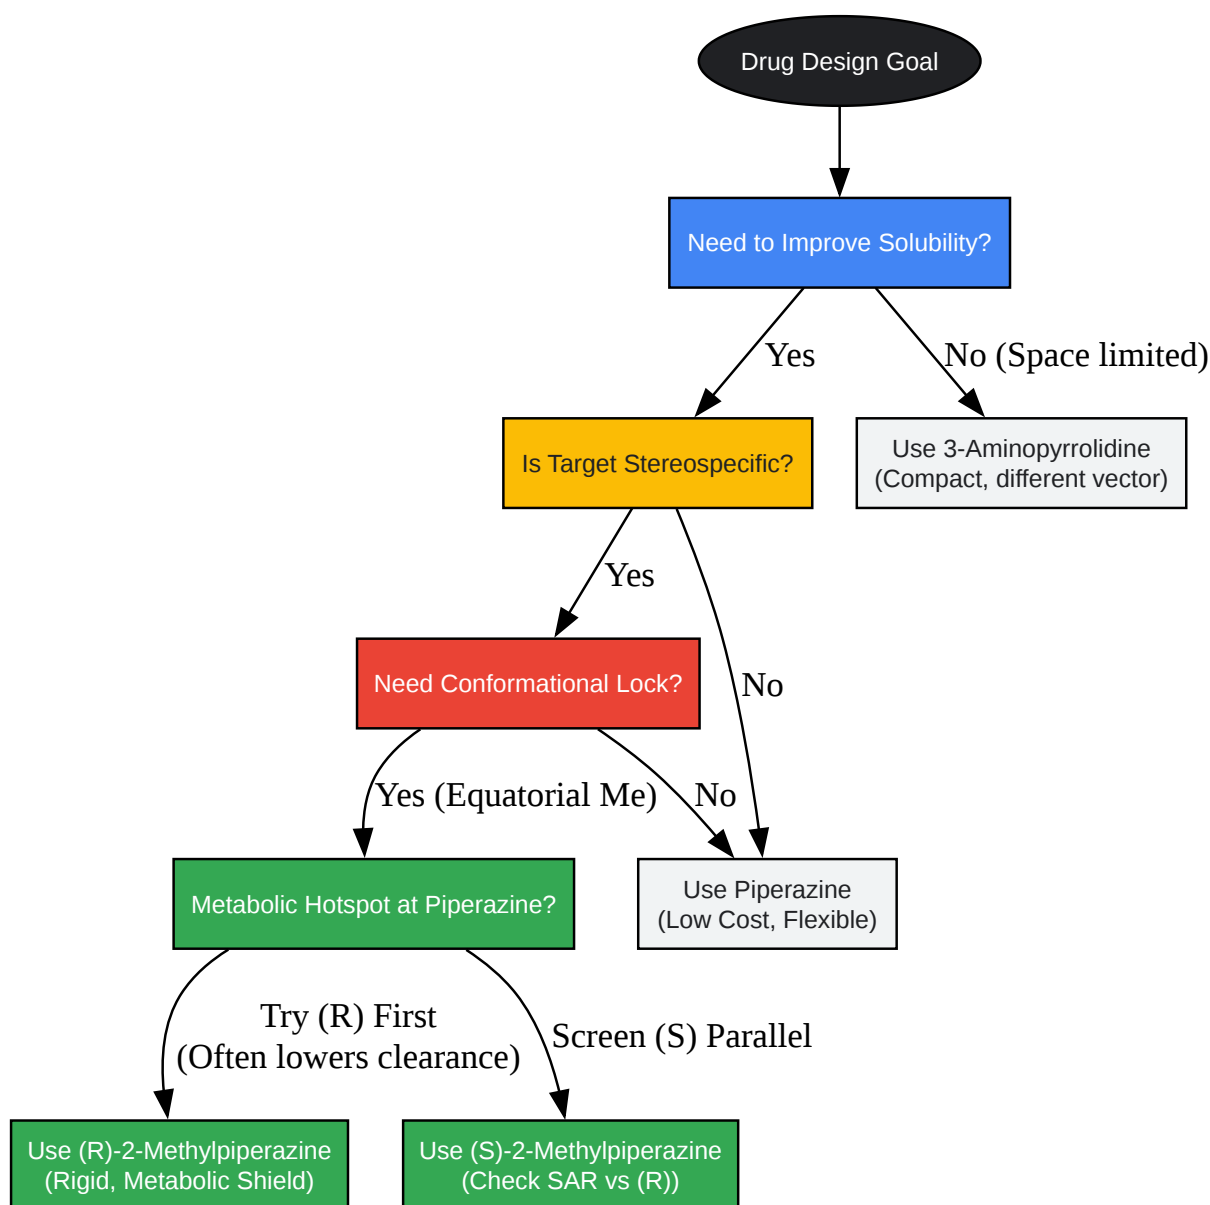 Drug Design Goal
Need to Improve Solubility?
Yes
No (Space limited)
Is Target Stereospecific?
Use 3-Aminopyrrolidine
(Compact, different vector)
Yes
Need Conformational Lock?
No
Yes (Equatorial Me)
No
Metabolic Hotspot at Piperazine?
Use Piperazine
(Low Cost, Flexible)
Try (R) First
(Often lowers clearance)
Screen (S) Parallel
Use (R)-2-Methylpiperazine
(Rigid, Metabolic Shield)
Use (S)-2-Methylpiperazine
(Check SAR vs (R))